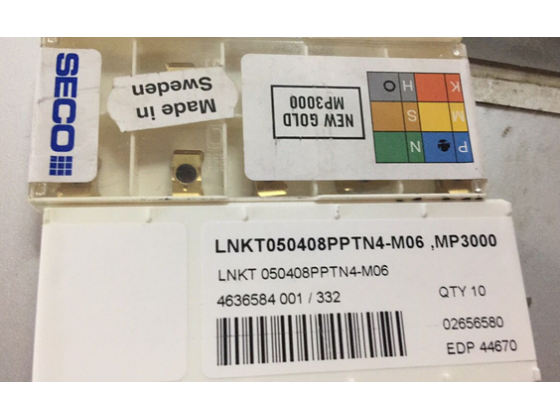 SECO
Made in
Sweden
NEW GOLD
MP3000
K H O
M S
P N
LNKT050408PPTN4-M06 ,MP3000
LNKT 050408PPTN4-M06
4636584 001 / 332
QTY 10
02656580
EDP 44670